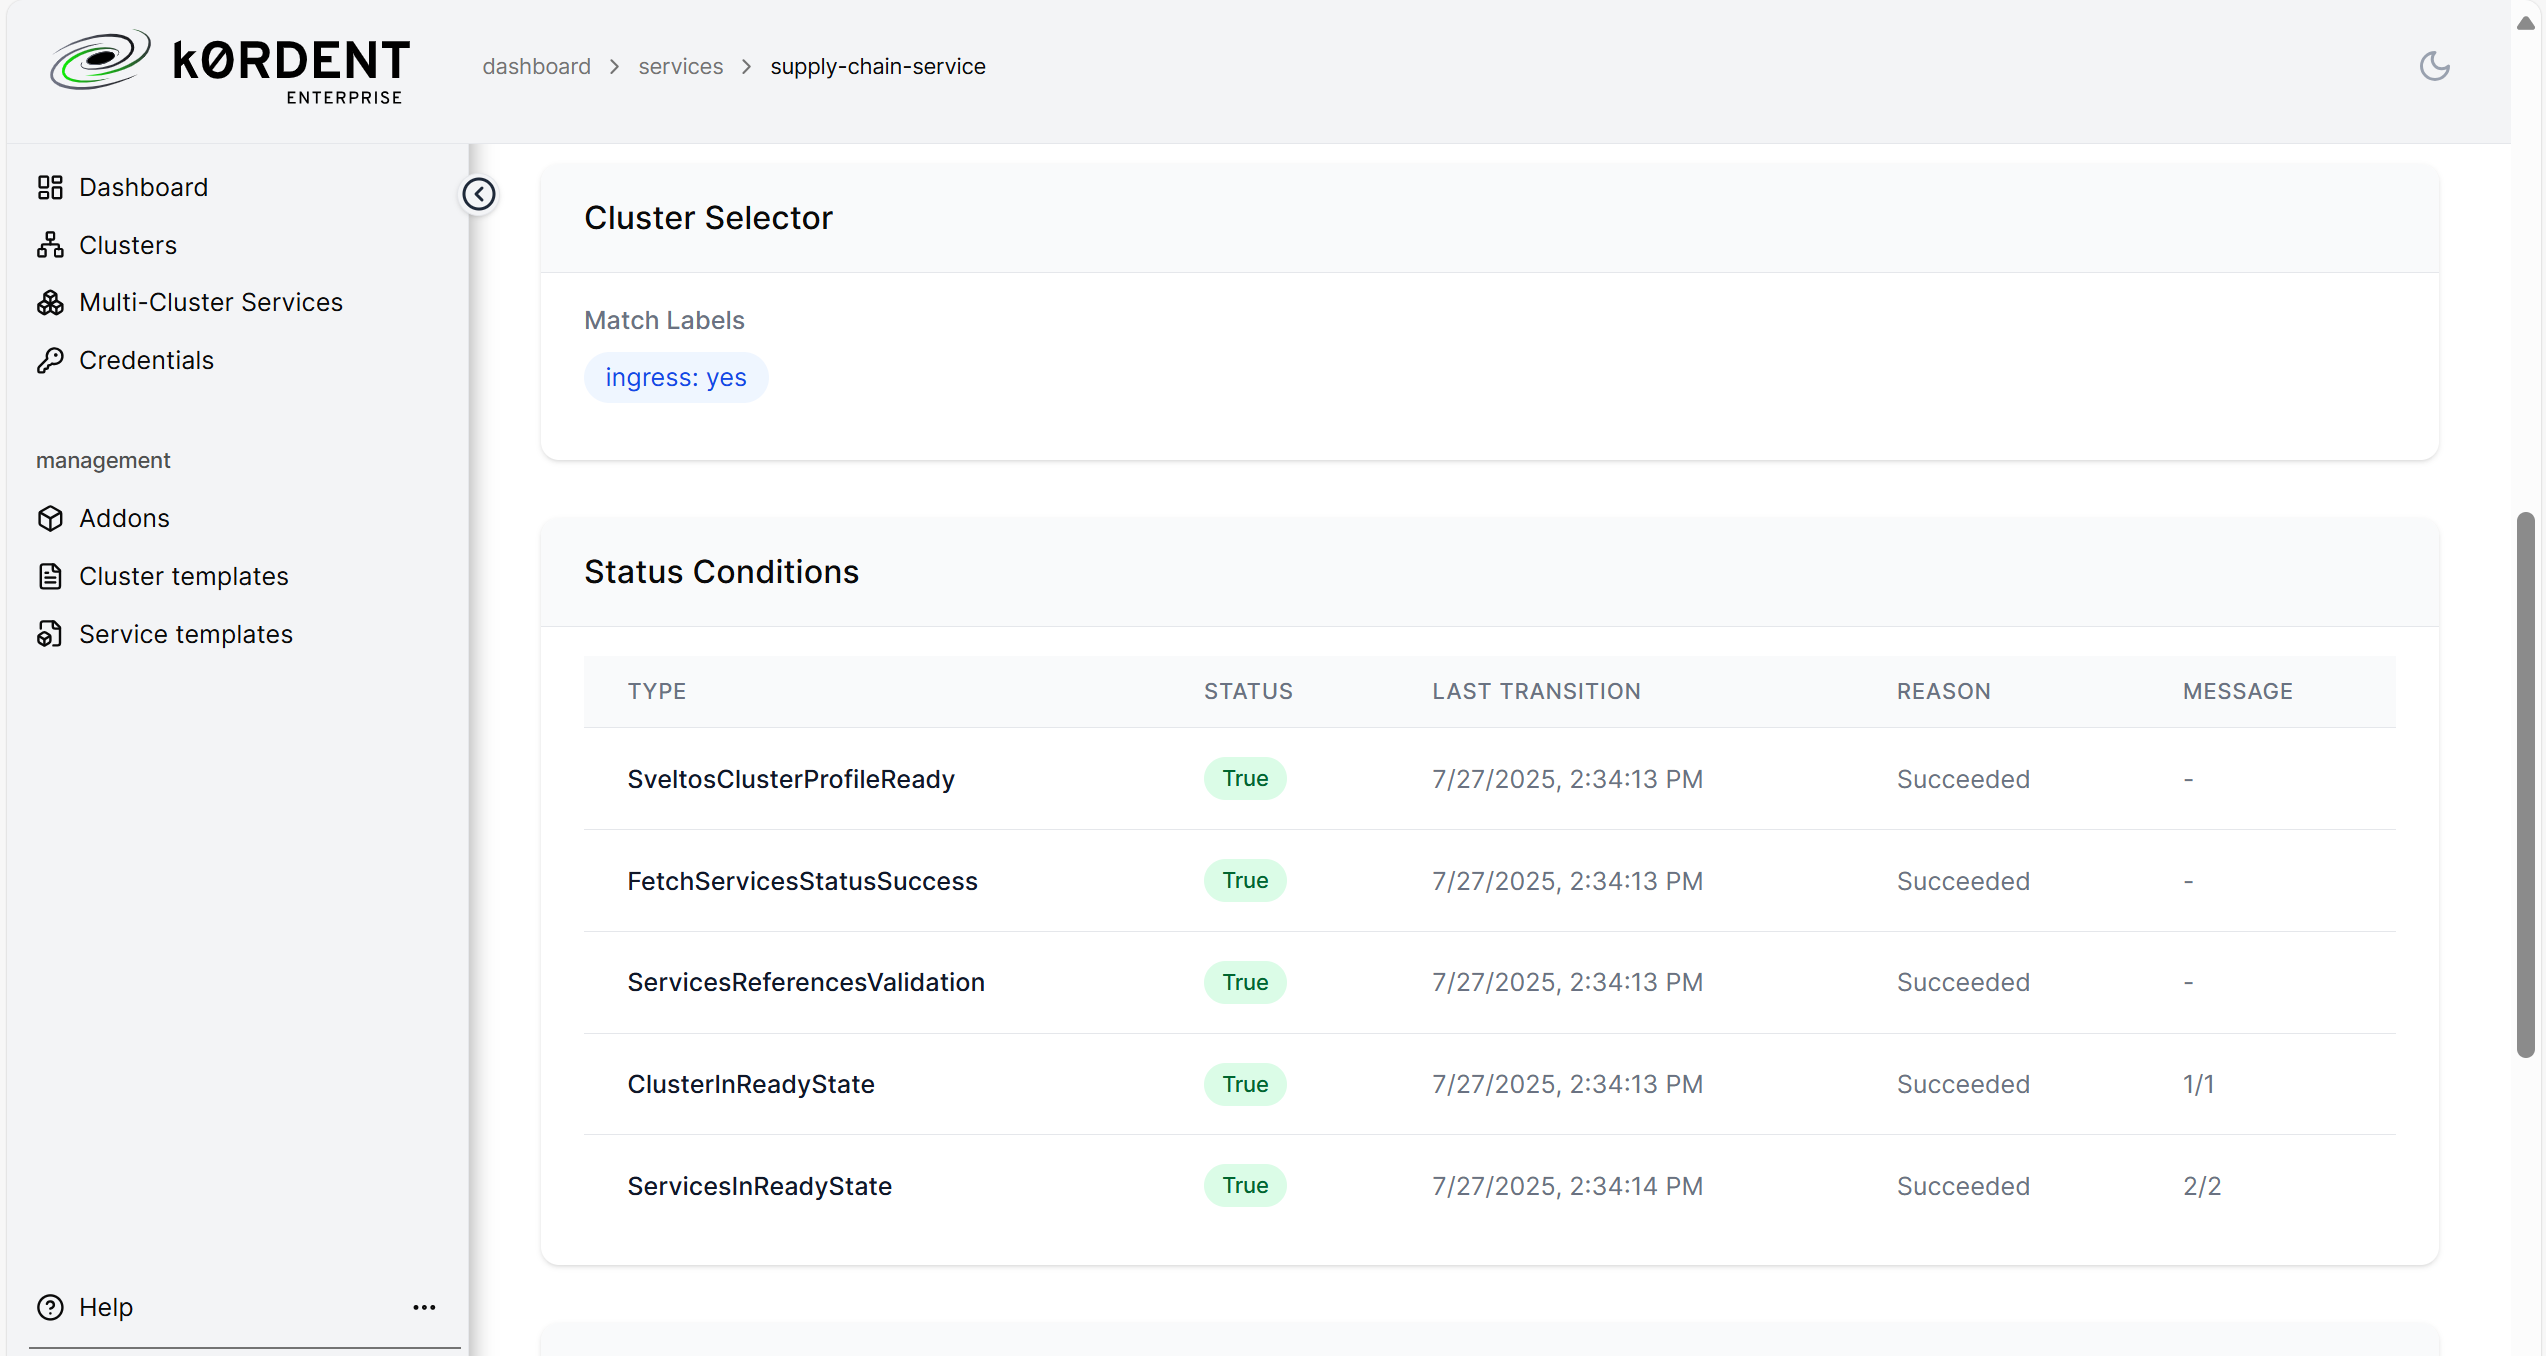 kØRDENT
ENTERPRISE
dashboard > services > supply-chain-service
Dashboard
Clusters
Multi-Cluster Services
Credentials
management
Addons
Cluster templates
Service templates
Help
Cluster Selector
Match Labels
ingress: yes
Status Conditions
TYPE STATUS LAST TRANSITION REASON MESSAGE
SveltosClusterProfileReady True 7/27/2025, 2:34:13 PM Succeeded -
FetchServicesStatusSuccess True 7/27/2025, 2:34:13 PM Succeeded -
ServicesReferencesValidation True 7/27/2025, 2:34:13 PM Succeeded -
ClusterInReadyState True 7/27/2025, 2:34:13 PM Succeeded 1/1
ServicesInReadyState True 7/27/2025, 2:34:14 PM Succeeded 2/2